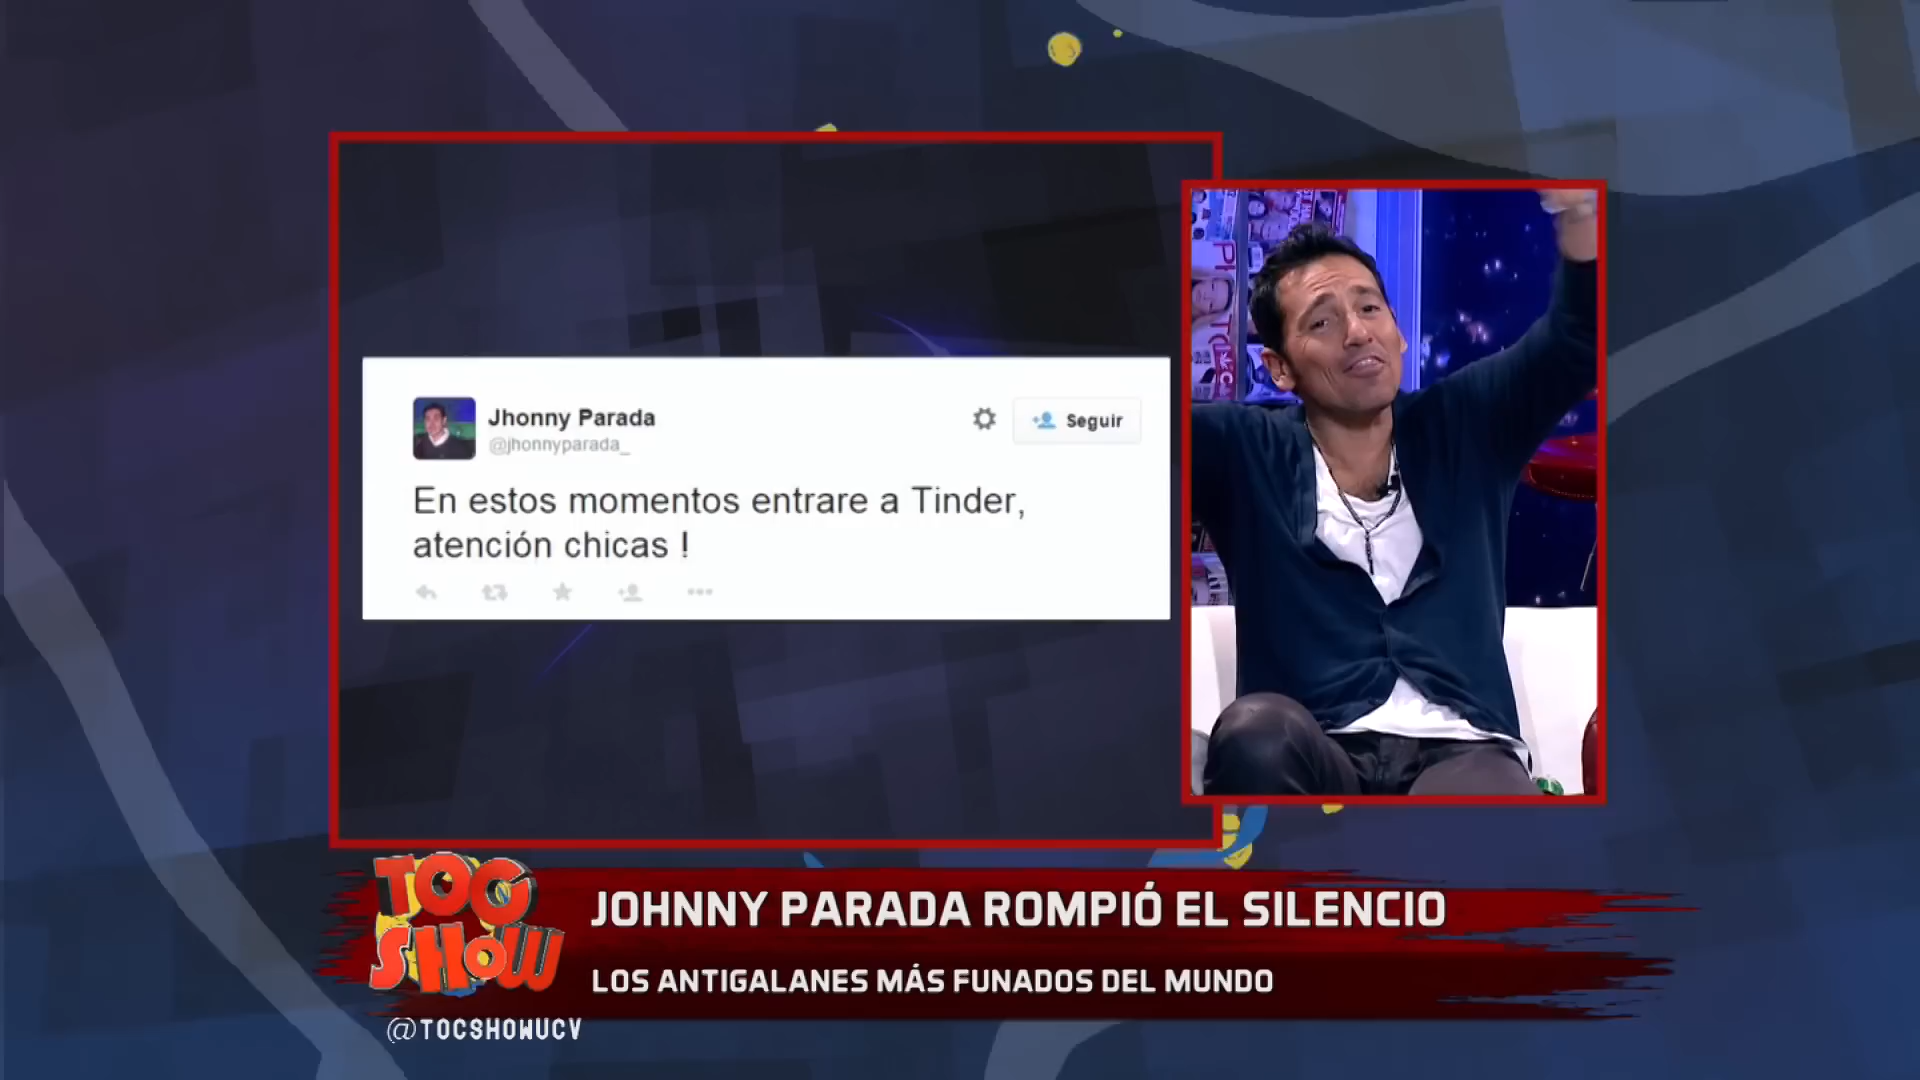 Jhonny Parada
@jhonnyparada_
Seguir
En estos momentos entrare a Tinder,
atención chicas !
TOC
SHOW
JOHNNY PARADA ROMPIÓ EL SILENCIO
LOS ANTIGALANES MÁS FUNADOS DEL MUNDO
@TOCSHOWUCV